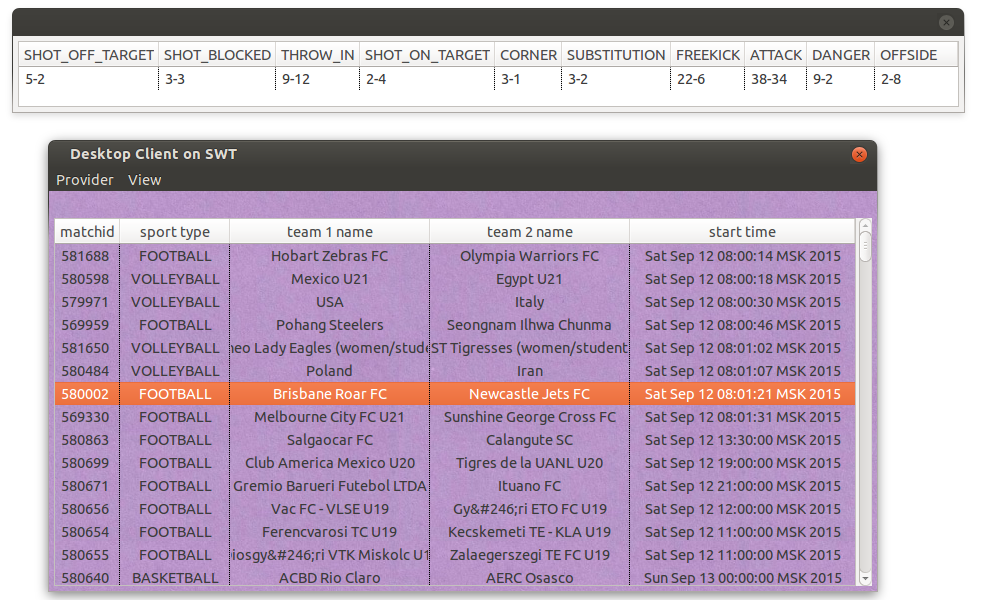 SHOT_OFF_TARGET SHOT_BLOCKED THROW_IN SHOT_ON_TARGET CORNER SUBSTITUTION FREEKICK ATTACK DANGER OFFSIDE
5-2 3-3 9-12 2-4 3-1 3-2 22-6 38-34 9-2 2-8
Desktop Client on SWT
Provider View
matchid sport type team 1 name team 2 name start time
581688 FOOTBALL Hobart Zebras FC Olympia Warriors FC Sat Sep 12 08:00:14 MSK 2015
580598 VOLLEYBALL Mexico U21 Egypt U21 Sat Sep 12 08:00:18 MSK 2015
579971 VOLLEYBALL USA Italy Sat Sep 12 08:00:30 MSK 2015
569959 FOOTBALL Pohang Steelers Seongnam Ilhwa Chunma Sat Sep 12 08:00:46 MSK 2015
581650 VOLLEYBALL neo Lady Eagles (women/stude ST Tigresses (women/student Sat Sep 12 08:01:02 MSK 2015
580484 VOLLEYBALL Poland Iran Sat Sep 12 08:01:07 MSK 2015
580002 FOOTBALL Brisbane Roar FC Newcastle Jets FC Sat Sep 12 08:01:21 MSK 2015
569330 FOOTBALL Melbourne City FC U21 Sunshine George Cross FC Sat Sep 12 08:01:31 MSK 2015
580863 FOOTBALL Salgaocar FC Calangute SC Sat Sep 12 13:30:00 MSK 2015
580699 FOOTBALL Club America Mexico U20 Tigres de la UANL U20 Sat Sep 12 19:00:00 MSK 2015
580671 FOOTBALL Gremio Barueri Futebol LTDA Ituano FC Sat Sep 12 21:00:00 MSK 2015
580656 FOOTBALL Vac FC - VLSE U19 Gy&#246;ri ETO FC U19 Sat Sep 12 12:00:00 MSK 2015
580654 FOOTBALL Ferencvarosi TC U19 Kecskemeti TE - KLA U19 Sat Sep 12 11:00:00 MSK 2015
580655 FOOTBALL iosgy&#246;ri VTK Miskolc U1 Zalaegerszegi TE FC U19 Sat Sep 12 11:00:00 MSK 2015
580640 BASKETBALL ACBD Rio Claro AERC Osasco Sun Sep 13 00:00:00 MSK 2015